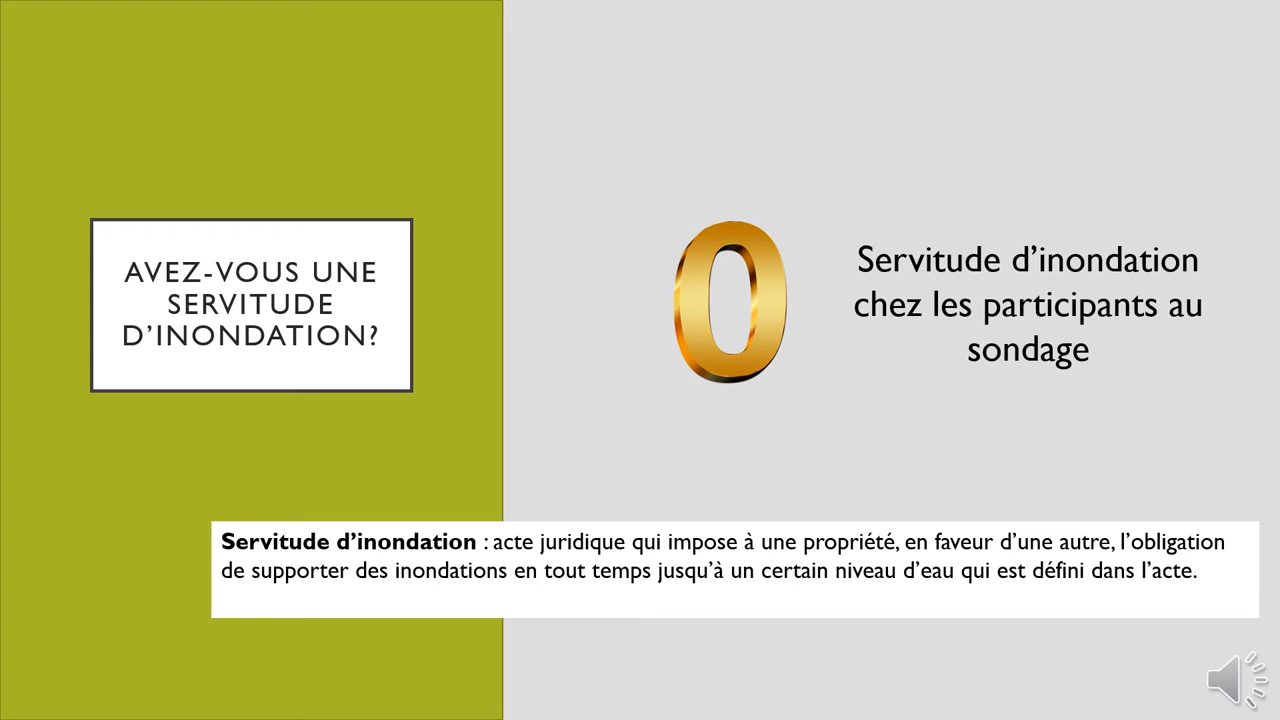 AVEZ-VOUS UNE
SERVITUDE
D’INONDATION?
0
Servitude d’inondation
chez les participants au
sondage
Servitude d’inondation : acte juridique qui impose à une propriété, en faveur d’une autre, l’obligation
de supporter des inondations en tout temps jusqu’à un certain niveau d’eau qui est défini dans l’acte.